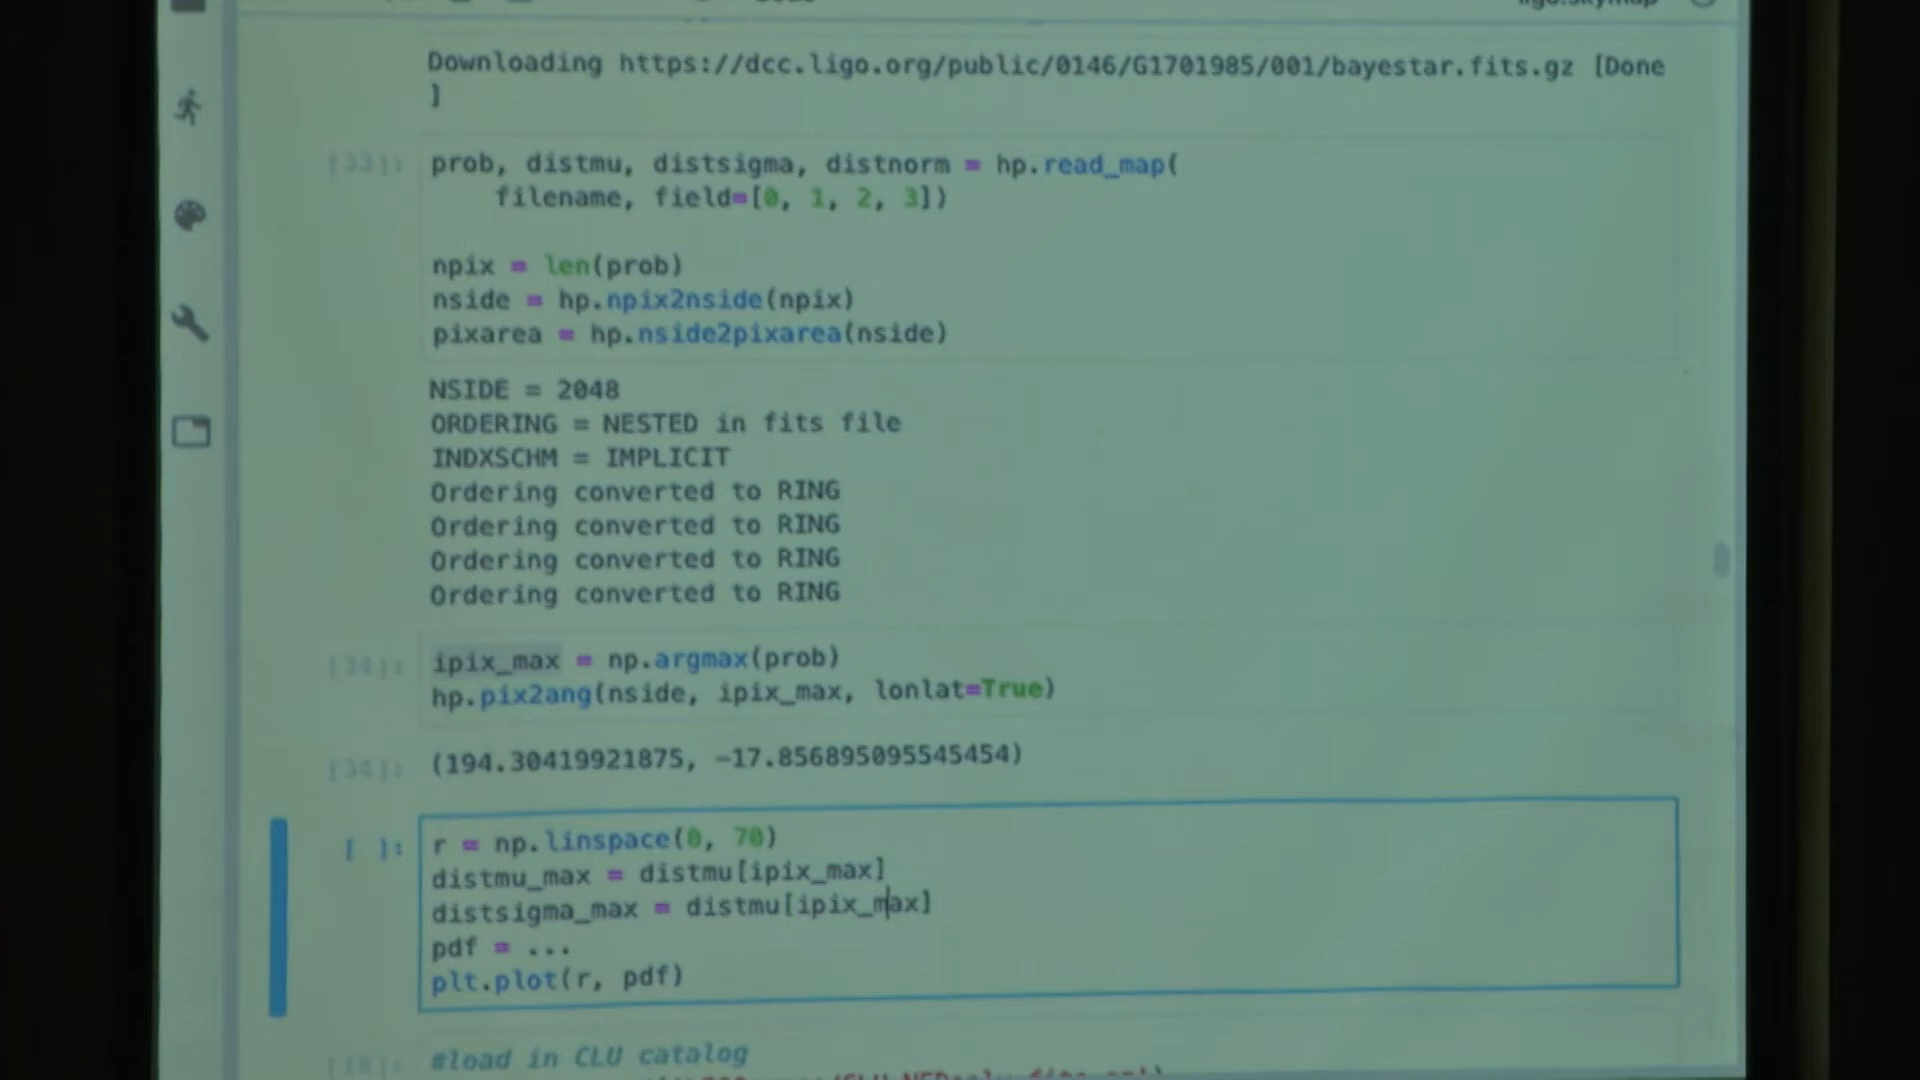 Downloading https://dcc.ligo.org/public/0146/G1701985/001/bayestar.fits.gz [Done
]
[33]: prob, distmu, distsigma, distnorm = hp.read_map(
filename, field=[0, 1, 2, 3])
npix = len(prob)
nside = hp.npix2nside(npix)
pixarea = hp.nside2pixarea(nside)
NSIDE = 2048
ORDERING = NESTED in fits file
INDXSCHM = IMPLICIT
Ordering converted to RING
Ordering converted to RING
Ordering converted to RING
Ordering converted to RING
[34]: ipix_max = np.argmax(prob)
hp.pix2ang(nside, ipix_max, lonlat=True)
[34]: (194.30419921875, -17.856895095545454)
[ ]: r = np.linspace(0, 70)
distmu_max = distmu[ipix_max]
distsigma_max = distmu[ipix_max]
pdf = ...
plt.plot(r, pdf)
[18]: #load in CLU catalog